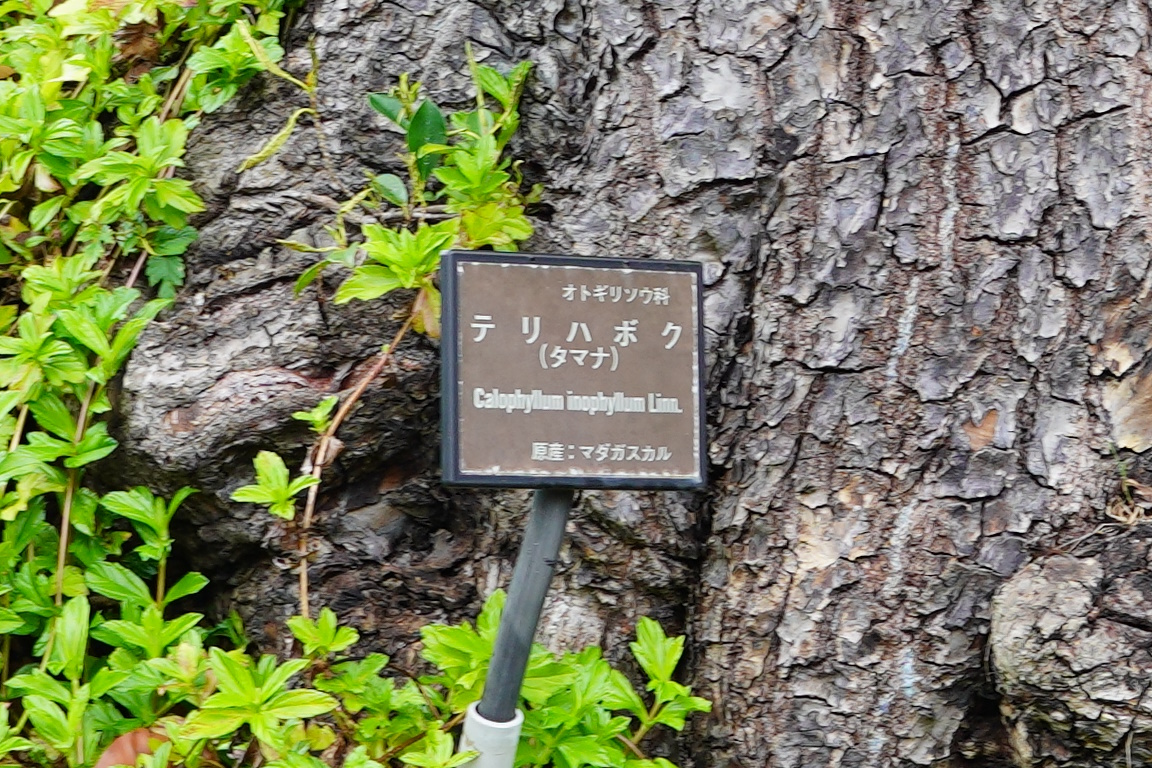 オトギリソウ科
テリハボク
(タマナ)
Calophyllum inophyllum Linn.
原産：マダガスカル